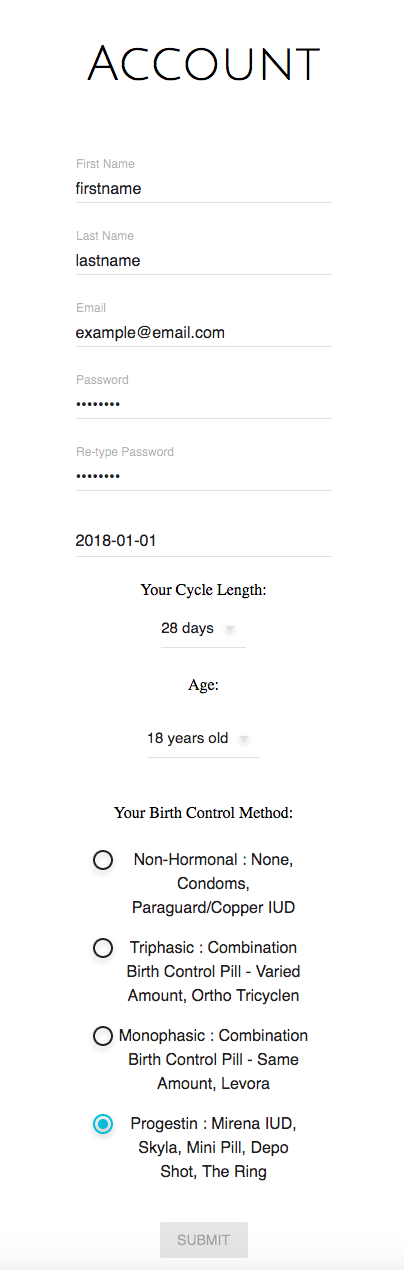 ACCOUNT
First Name
firstname
Last Name
lastname
Email
example@email.com
Password
••••••••
Re-type Password
••••••••
2018-01-01
Your Cycle Length:
28 days
Age:
18 years old
Your Birth Control Method:
Non-Hormonal : None,
Condoms,
Paraguard/Copper IUD
Triphasic : Combination
Birth Control Pill - Varied
Amount, Ortho Tricyclen
Monophasic : Combination
Birth Control Pill - Same
Amount, Levora
Progestin : Mirena IUD,
Skyla, Mini Pill, Depo
Shot, The Ring
SUBMIT